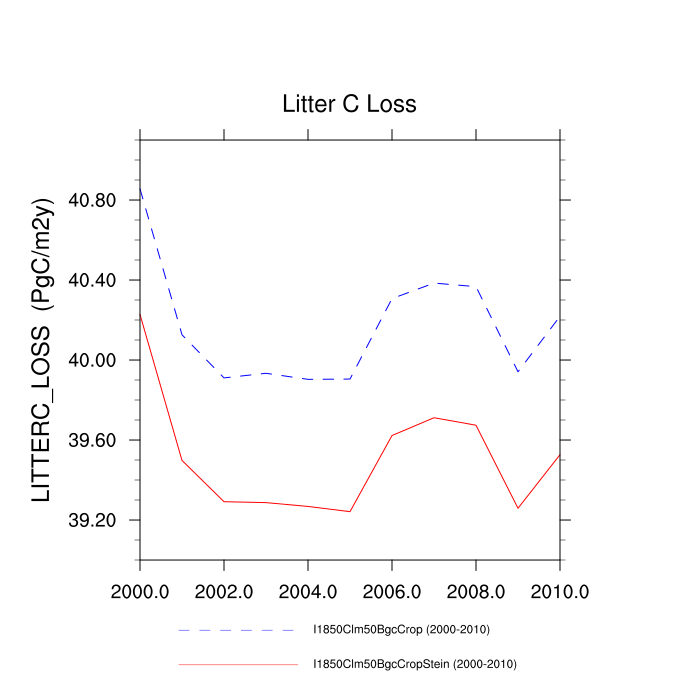 Litter C Loss
LITTERC_LOSS (PgC/m2y)
40.80
40.40
40.00
39.60
39.20
2000.0 2002.0 2004.0 2006.0 2008.0 2010.0
I1850Clm50BgcCrop (2000-2010)
I1850Clm50BgcCropStein (2000-2010)